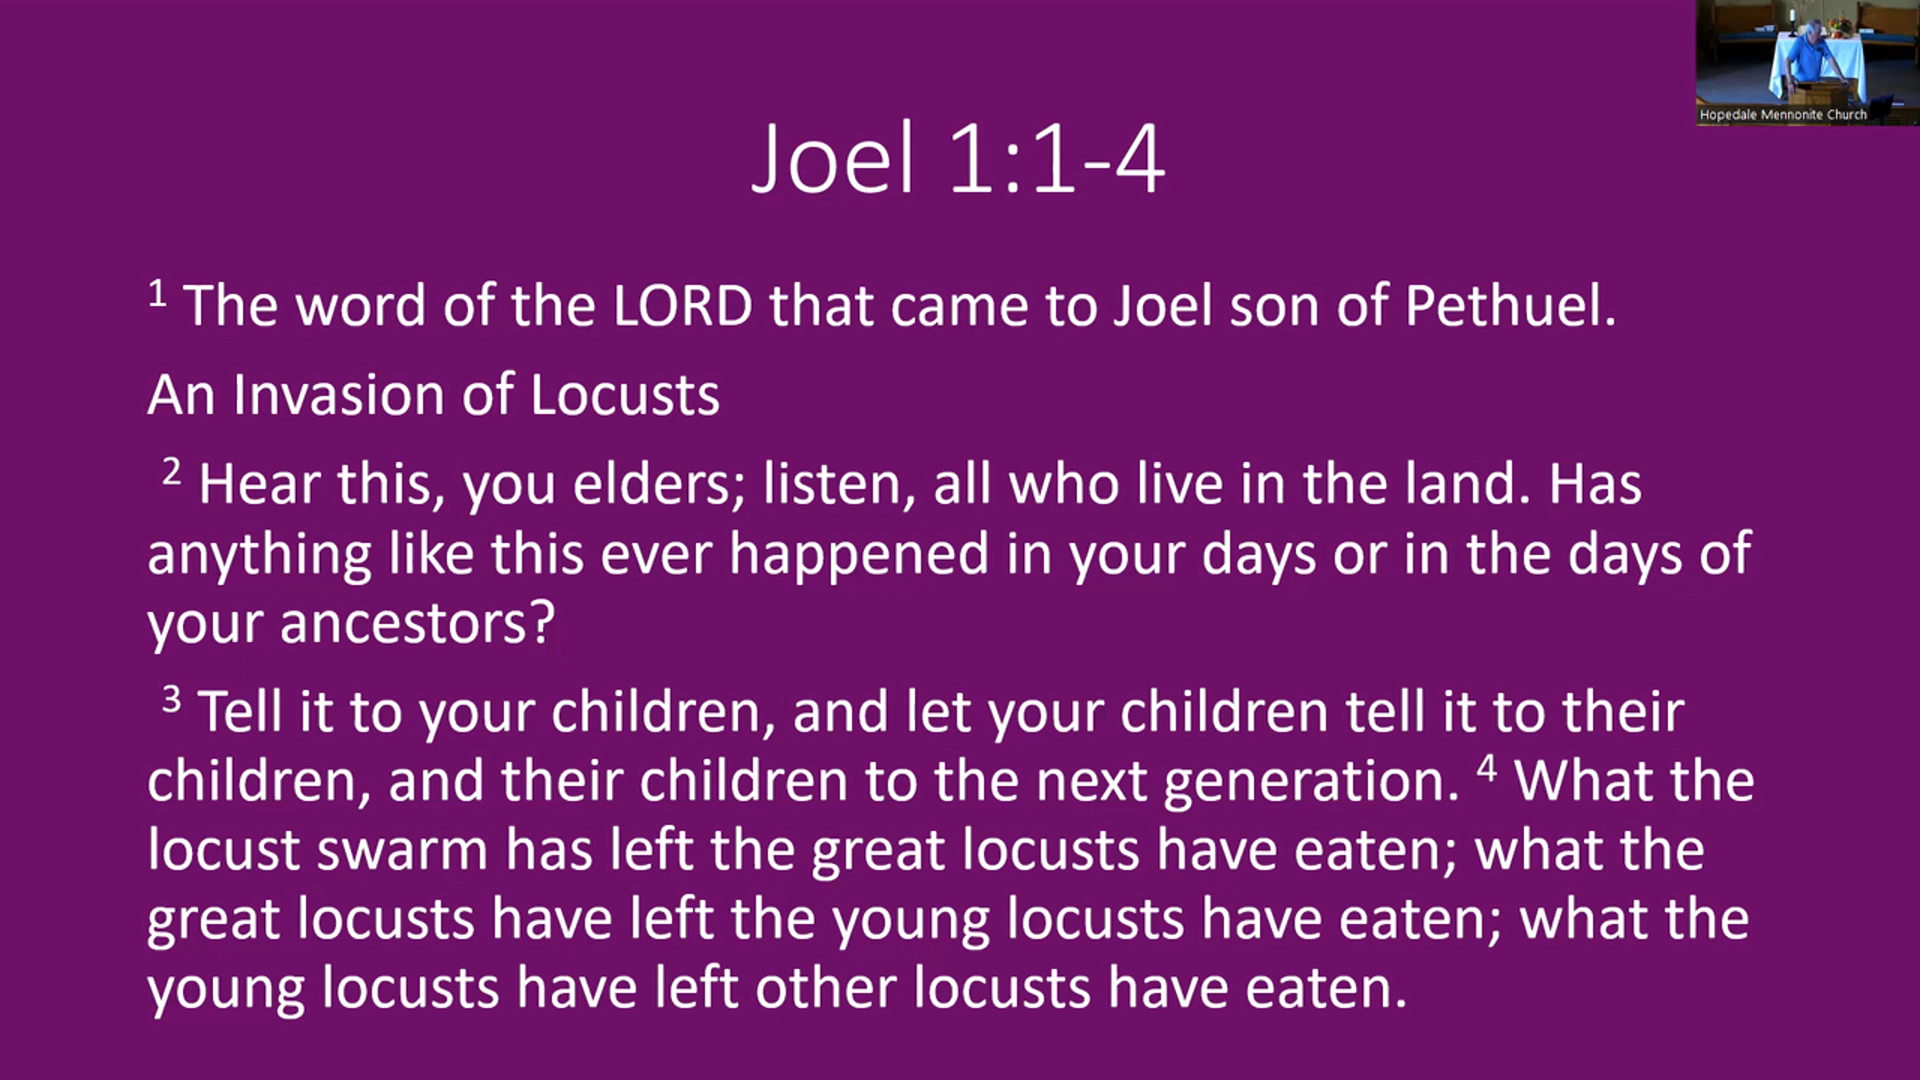 Hopedale Mennonite Church
Joel 1:1-4
1 The word of the LORD that came to Joel son of Pethuel.
An Invasion of Locusts
2 Hear this, you elders; listen, all who live in the land. Has
anything like this ever happened in your days or in the days of
your ancestors?
3 Tell it to your children, and let your children tell it to their
children, and their children to the next generation. 4 What the
locust swarm has left the great locusts have eaten; what the
great locusts have left the young locusts have eaten; what the
young locusts have left other locusts have eaten.